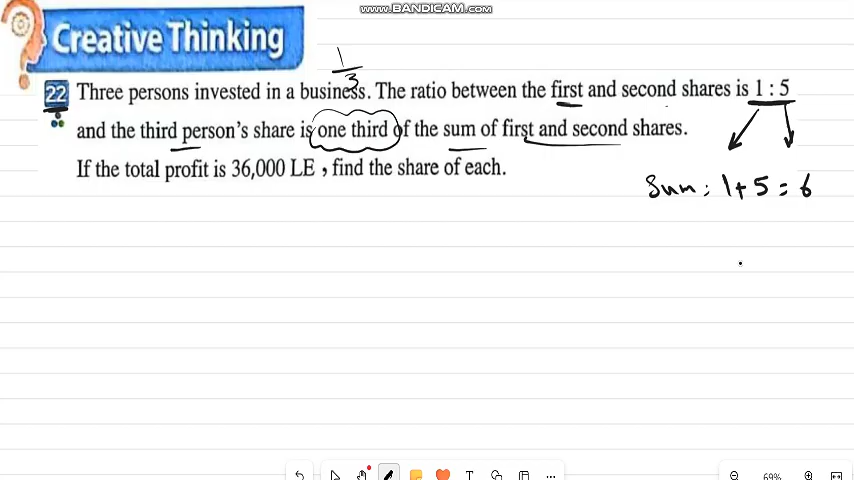 www.BANDICAM.com
Creative Thinking
1/3
22 Three persons invested in a business. The ratio between the first and second shares is 1 : 5
and the third person's share is one third of the sum of first and second shares.
If the total profit is 36,000 LE , find the share of each.
Sum : 1 + 5 = 6
T
69%